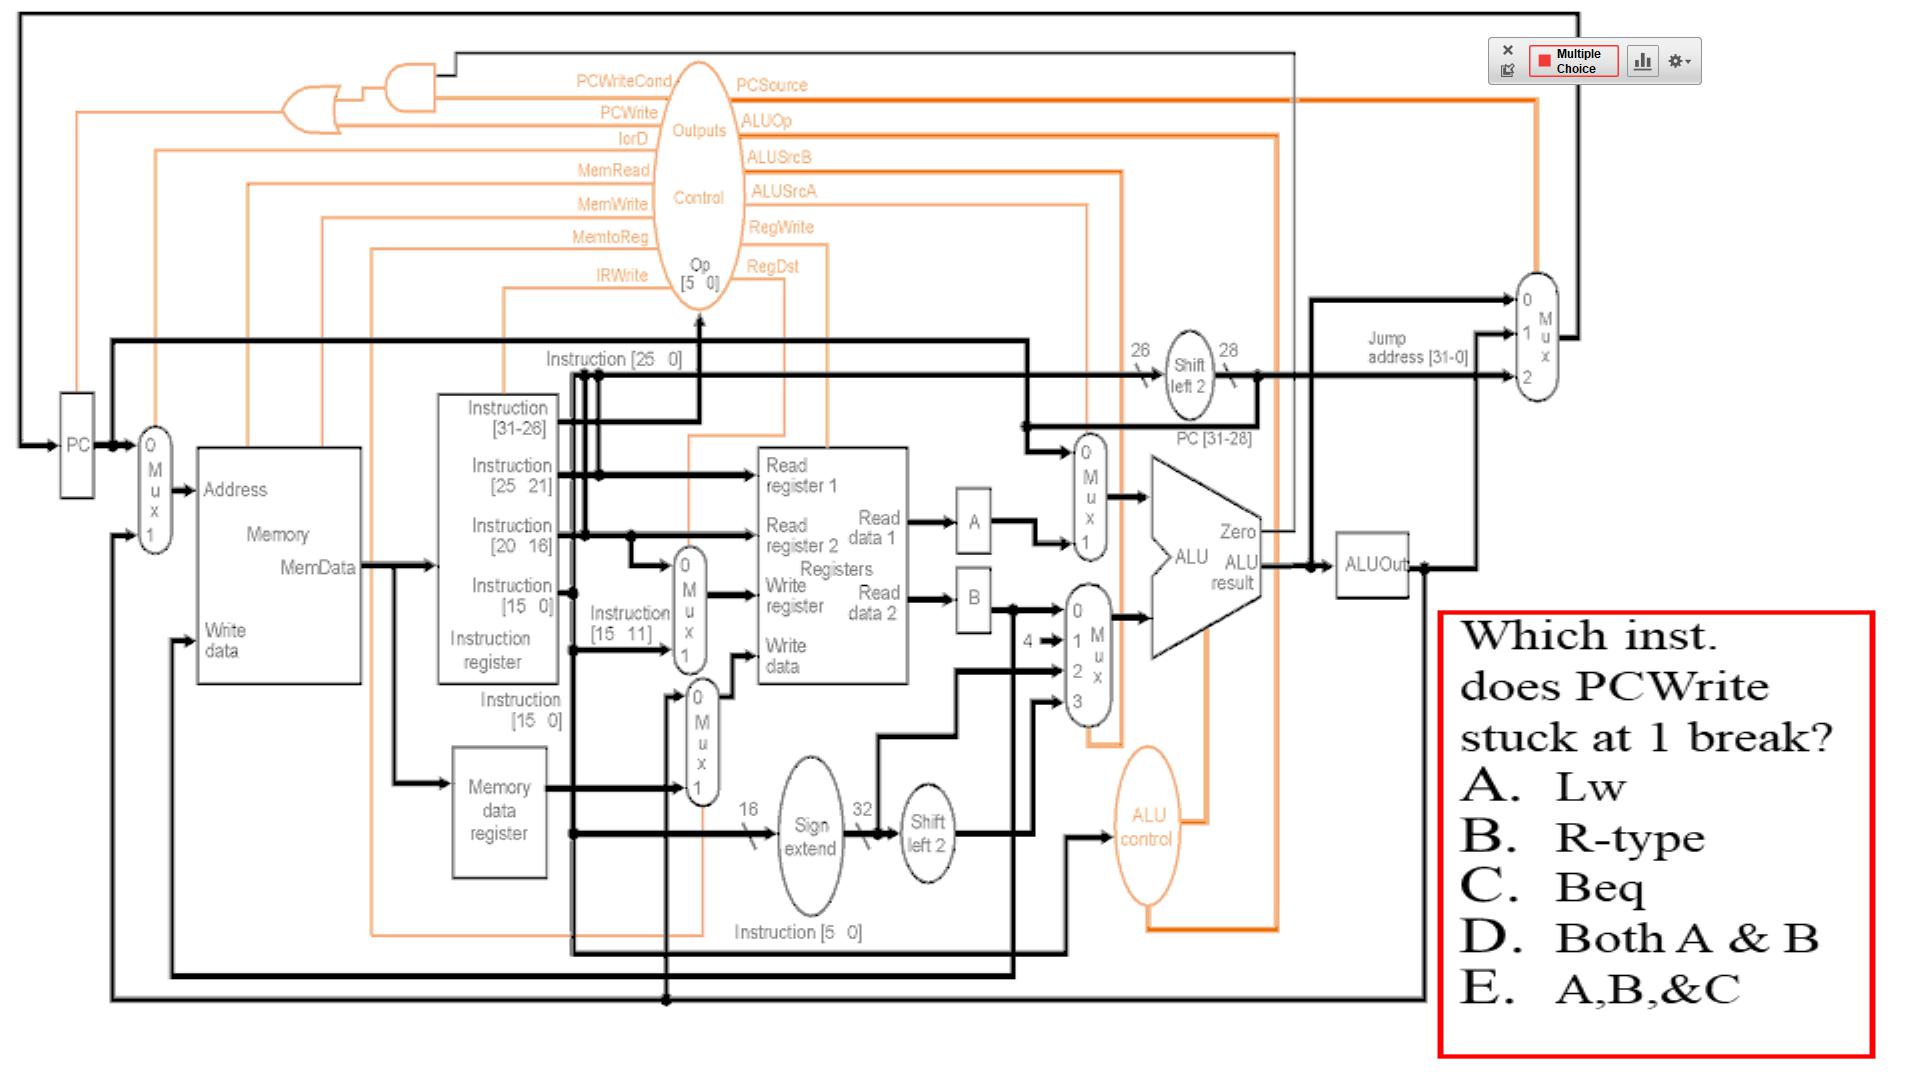 Multiple
Choice
PCWriteCond
PCSource
PCWrite
ALUOp
Outputs
IorD
ALUSrcB
MemRead
ALUSrcA
Control
MemWrite
RegWrite
MemtoReg
Op
[5 0]
RegDst
IRWrite
0
1
M
u
x
2
Jump
address [31-0]
Instruction [25 0]
26
Shift
left 2
28
PC [31-28]
PC
0
M
u
x
1
Address
Memory
MemData
Write
data
Instruction
[31-26]
Instruction
[25 21]
Instruction
[20 16]
Instruction
[15 0]
Instruction
register
Instruction
[15 0]
Instruction
[15 11]
0
M
u
x
1
Read
register 1
Read
register 2
Registers
Write
register
Write
data
Read
data 1
Read
data 2
A
B
0
M
u
x
1
4
0
1
2
3
M
u
x
Zero
ALU
ALU
result
ALUOut
0
M
u
x
1
Memory
data
register
16
Sign
extend
32
Shift
left 2
ALU
control
Instruction [5 0]
Which inst.
does PCWrite
stuck at 1 break?
A. Lw
B. R-type
C. Beq
D. Both A & B
E. A,B,&C